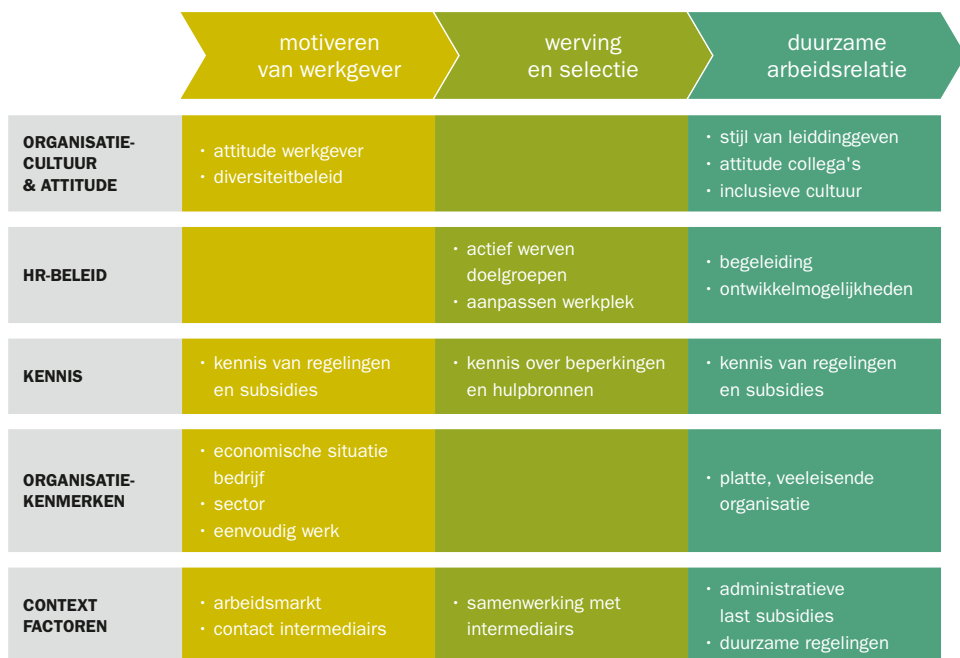 motiveren
van werkgever
werving
en selectie
duurzame
arbeidsrelatie
ORGANISATIE-
CULTUUR
& ATTITUDE
· attitude werkgever
· diversiteitbeleid
· stijl van leiddinggeven
· attitude collega's
· inclusieve cultuur
HR-BELEID
· actief werven
doelgroepen
· aanpassen werkplek
· begeleiding
· ontwikkelmogelijkheden
KENNIS
· kennis van regelingen
en subsidies
· kennis over beperkingen
en hulpbronnen
· kennis van regelingen
en subsidies
ORGANISATIE-
KENMERKEN
· economische situatie
bedrijf
· sector
· eenvoudig werk
· platte, veeleisende
organisatie
CONTEXT
FACTOREN
· arbeidsmarkt
· contact intermediairs
· samenwerking met
intermediairs
· administratieve
last subsidies
· duurzame regelingen